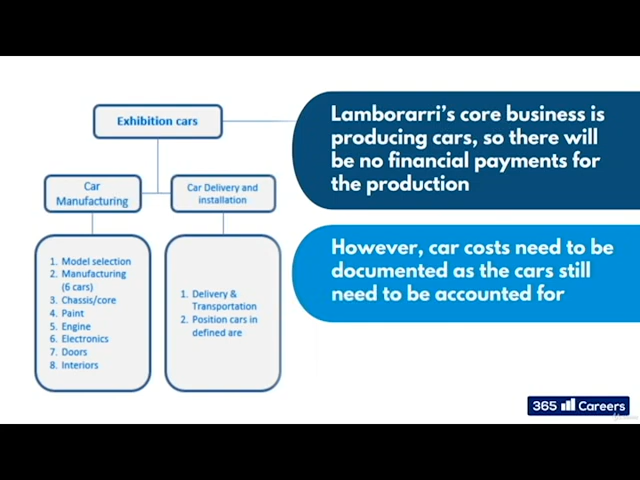 Exhibition cars
Car
Manufacturing
Car Delivery and
installation
1. Model selection
2. Manufacturing
(6 cars)
3. Chassis/core
4. Paint
5. Engine
6. Electronics
7. Doors
8. Interiors
1. Delivery &
Transportation
2. Position cars in
defined are
Lamborarri's core business is
producing cars, so there will
be no financial payments for
the production
However, car costs need to be
documented as the cars still
need to be accounted for
365 Careers